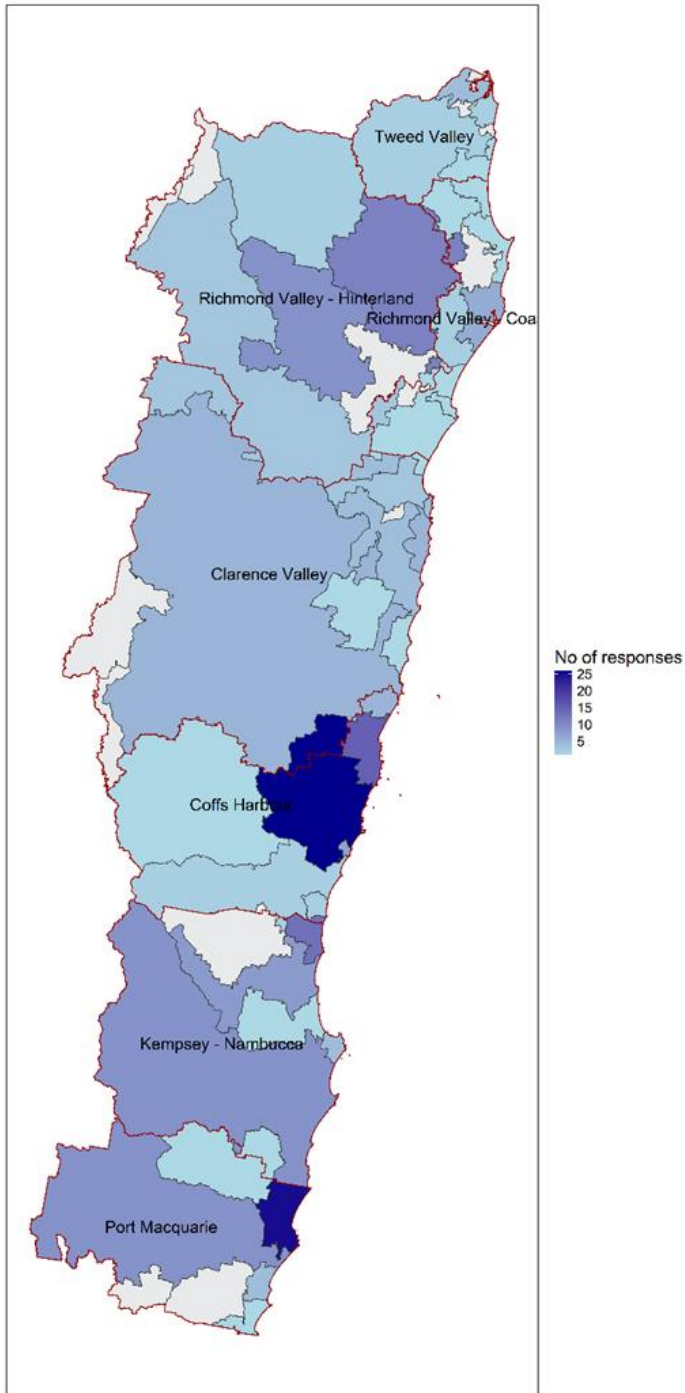 Tweed Valley
Richmond Valley - Hinterland
Richmond Valley - Coa
Clarence Valley
No of responses
25
20
15
10
5
Coffs Harbour
Kempsey - Nambucca
Port Macquarie